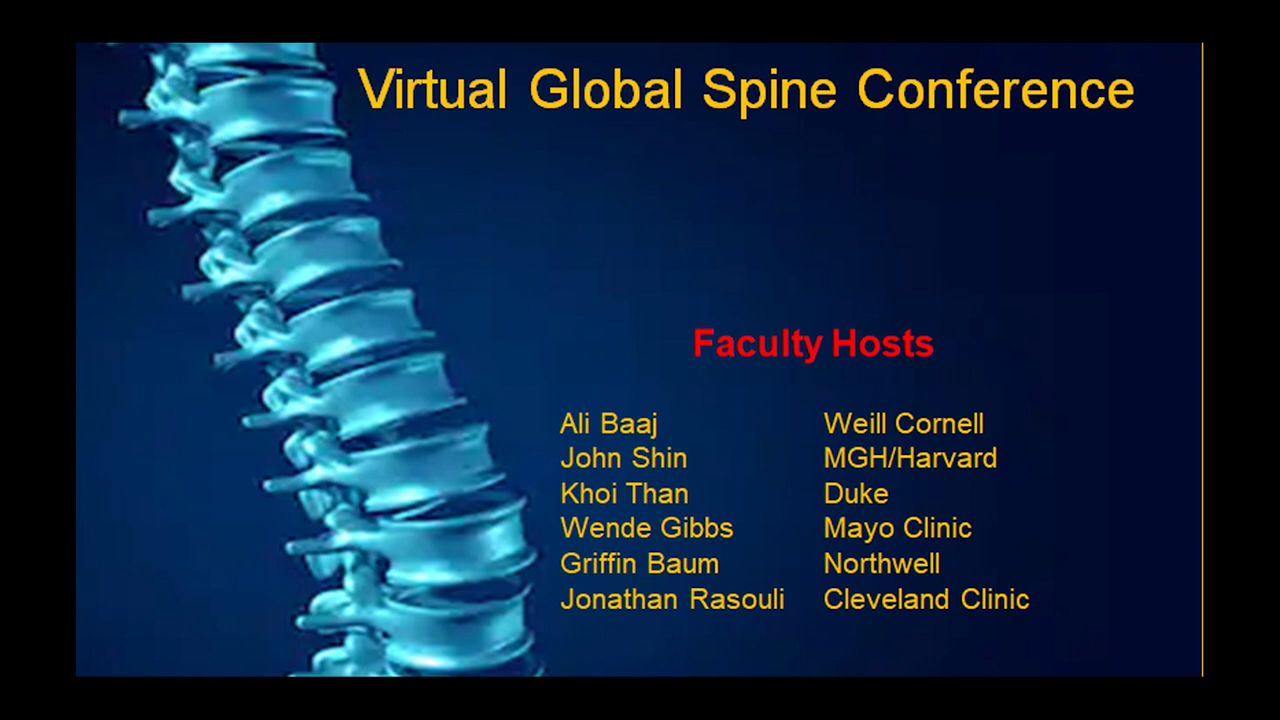 Virtual Global Spine Conference
Faculty Hosts
Ali Baaj Weill Cornell
John Shin MGH/Harvard
Khoi Than Duke
Wende Gibbs Mayo Clinic
Griffin Baum Northwell
Jonathan Rasouli Cleveland Clinic